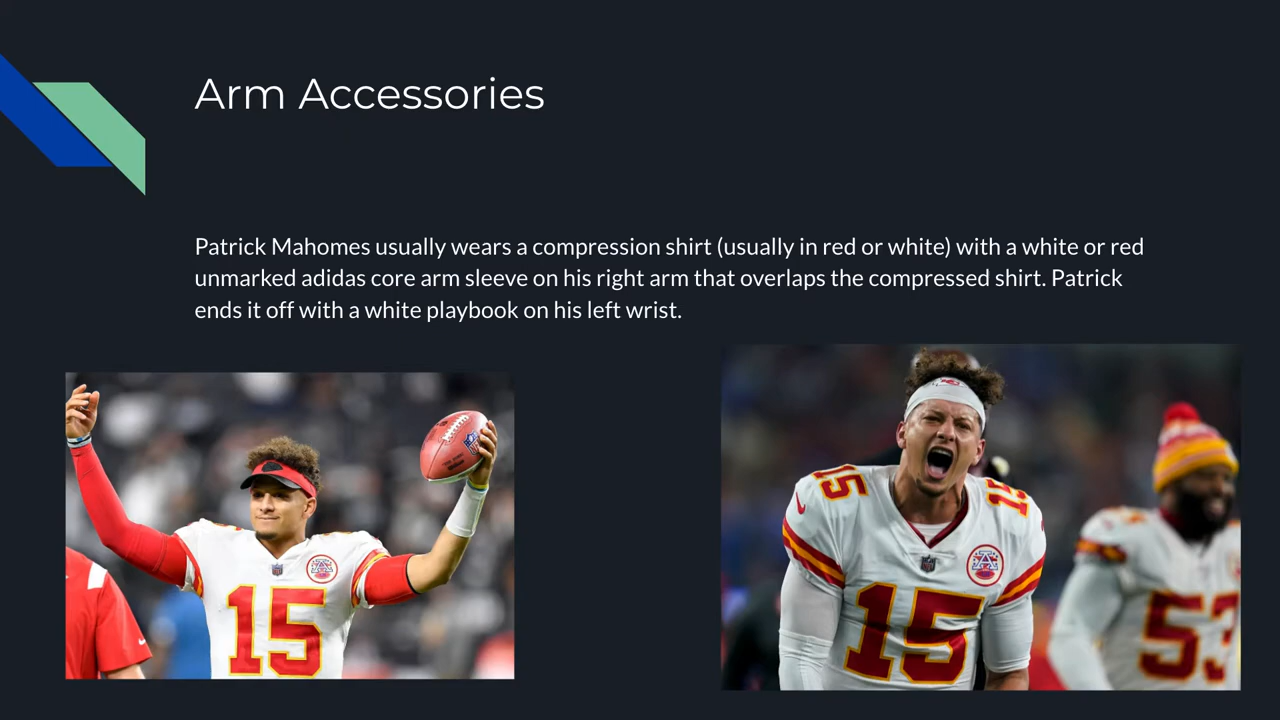 Arm Accessories
Patrick Mahomes usually wears a compression shirt (usually in red or white) with a white or red
unmarked adidas core arm sleeve on his right arm that overlaps the compressed shirt. Patrick
ends it off with a white playbook on his left wrist.
15
15
15
15
53